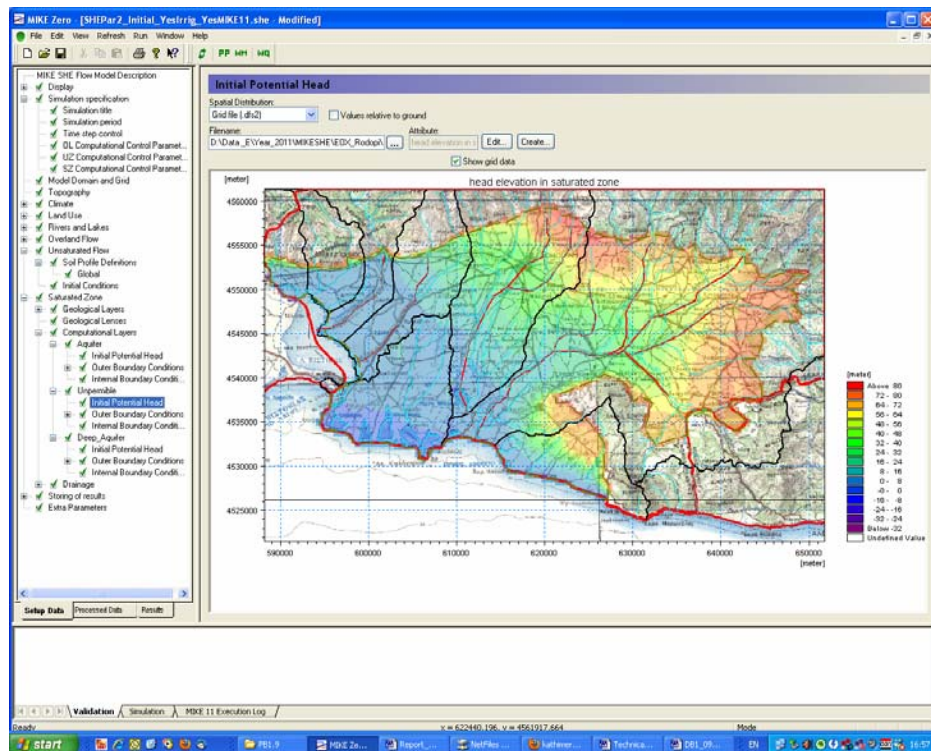 MIKE Zero - [SHEPar2_Initial_YesIrrig_YesMIKE11.she - Modified]
File Edit View Refresh Run Window Help
PP MM MQ
MIKE SHE Flow Model Description
Display
Simulation specification
Simulation title
Simulation period
Time step control
OL Computational Control Paramet...
UZ Computational Control Paramet...
SZ Computational Control Paramet...
Model Domain and Grid
Topography
Climate
Land Use
Rivers and Lakes
Overland Flow
Unsaturated Flow
Soil Profile Definitions
Global
Initial Conditions
Saturated Zone
Geological Layers
Geological Lenses
Computational Layers
Aquifer
Initial Potential Head
Outer Boundary Conditions
Internal Boundary Conditi...
Unpermible
Initial Potential Head
Outer Boundary Conditions
Internal Boundary Conditi...
Deep_Aquifer
Initial Potential Head
Outer Boundary Conditions
Internal Boundary Conditi...
Drainage
Storing of results
Extra Parameters
Setup Data Processed Data Results
Initial Potential Head
Spatial Distribution:
Grid file (.dfs2)
Values relative to ground
Filename: Attribute
D:\Data_E\Year_2011\MIKESHE\EOX_Rodopi\ ... head elevation in s Edit... Create...
Show grid data
[meter]
head elevation in saturated zone
4560000
4555000
4550000
4545000
4540000
4535000
4530000
4525000
590000 600000 610000 620000 630000 640000 650000
[meter]
[meter]
Above 80
72 - 80
64 - 72
56 - 64
48 - 56
40 - 48
32 - 40
24 - 32
16 - 24
8 - 16
0 - 8
-8 - 0
-16 - -8
-24 - -16
-32 - -24
Below -32
Undefined Value
Validation Simulation MIKE 11 Execution Log
Ready x = 622440.196, y = 4561917.664 Mode
start PB1.9 MIKE Ze... Report_... NetFiles ... kathever... Technica... DB1_09... EN 16:57